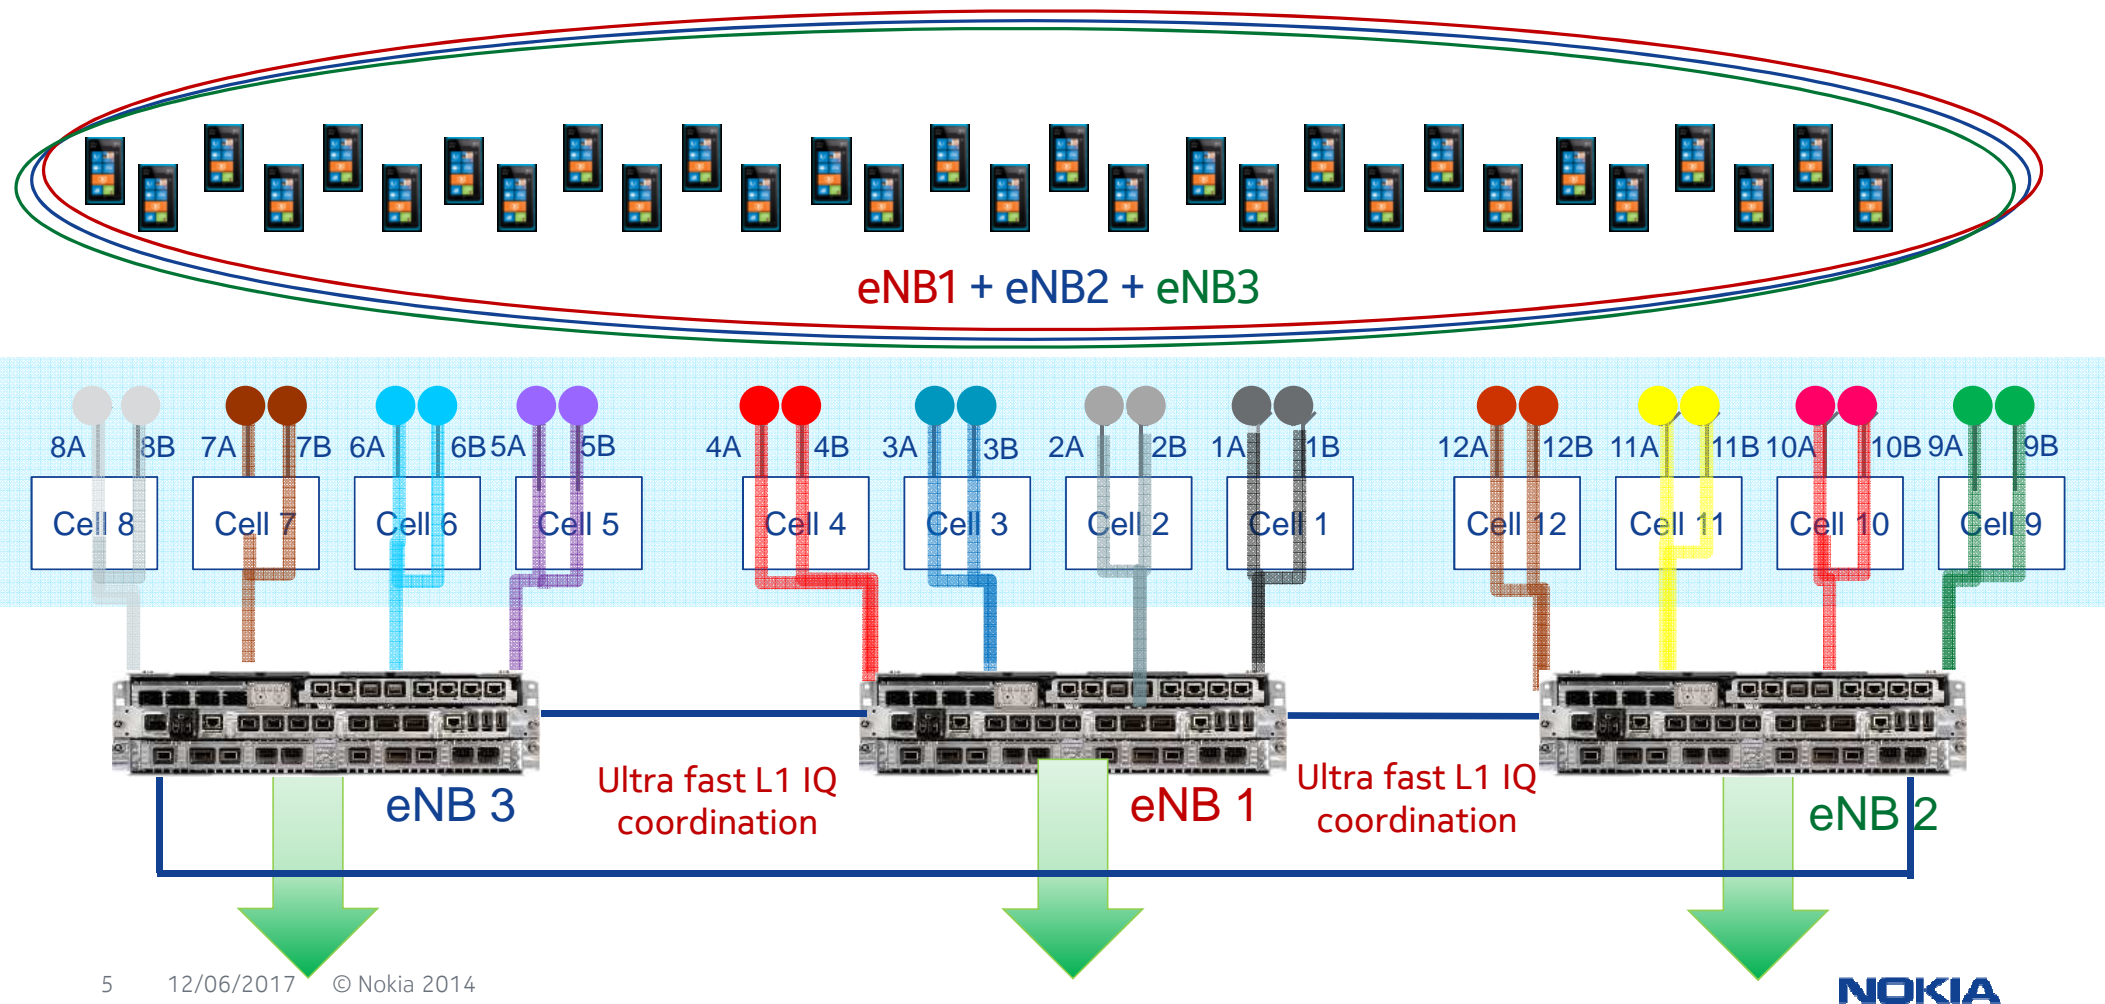 eNB1 + eNB2 + eNB3
8A 8B 7A 7B 6A 6B 5A 5B 4A 4B 3A 3B 2A 2B 1A 1B 12A 12B 11A 11B 10A 10B 9A 9B
Cell 8 Cell 7 Cell 6 Cell 5 Cell 4 Cell 3 Cell 2 Cell 1 Cell 12 Cell 11 Cell 10 Cell 9
Ultra fast L1 IQ
coordination
Ultra fast L1 IQ
coordination
eNB 3
eNB 1
eNB 2
5 12/06/2017 © Nokia 2014
NOKIA